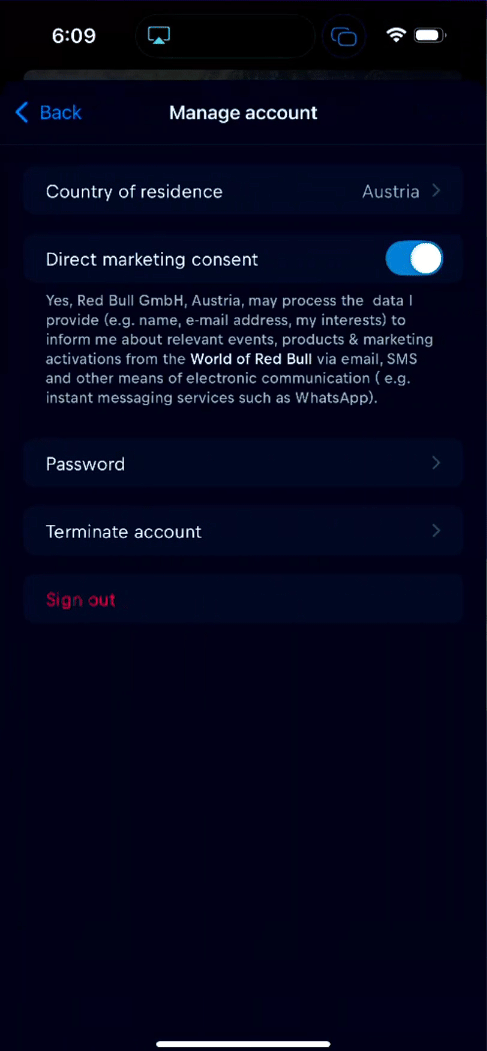 6:09
Back
Manage account
Country of residence
Austria
Direct marketing consent
Yes, Red Bull GmbH, Austria, may process the  data I
provide (e.g. name, e-mail address, my interests) to
inform me about relevant events, products & marketing
activations from the World of Red Bull via email, SMS
and other means of electronic communication ( e.g.
instant messaging services such as WhatsApp).
Password
Terminate account
Sign out